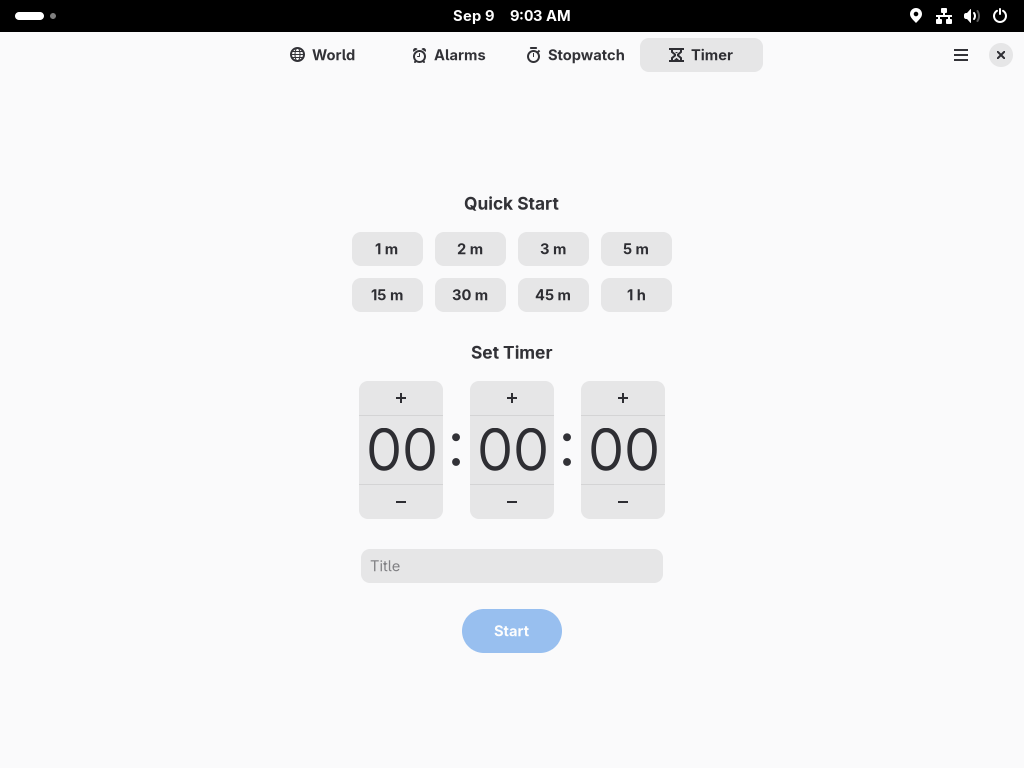 Sep 9 9:03 AM
World Alarms Stopwatch Timer
Quick Start
1 m 2 m 3 m 5 m
15 m 30 m 45 m 1 h
Set Timer
+ + +
00 : 00 : 00
− − −
Title
Start